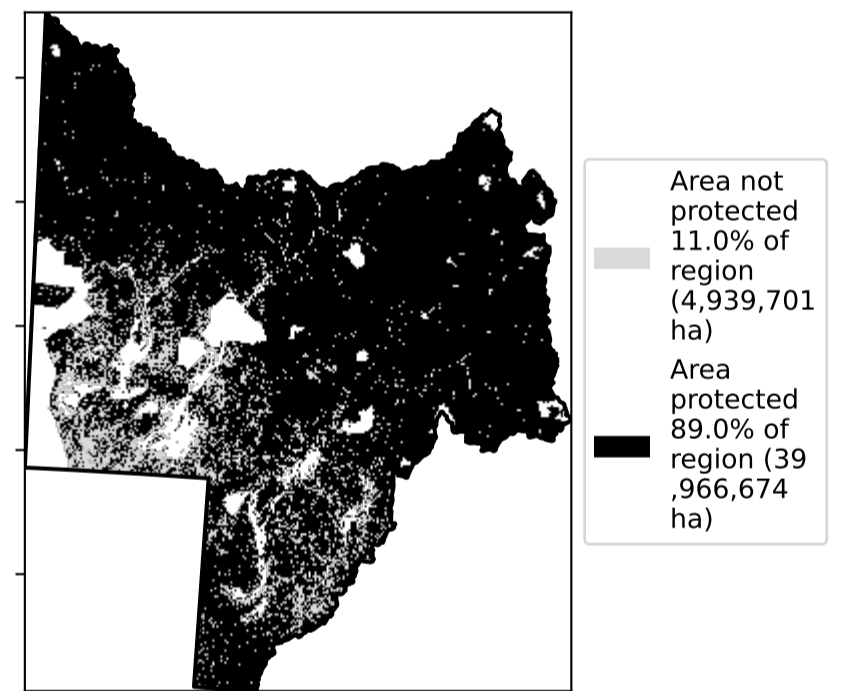 Area not
protected
11.0% of
region
(4,939,701
ha)
Area
protected
89.0% of
region (39
,966,674
ha)